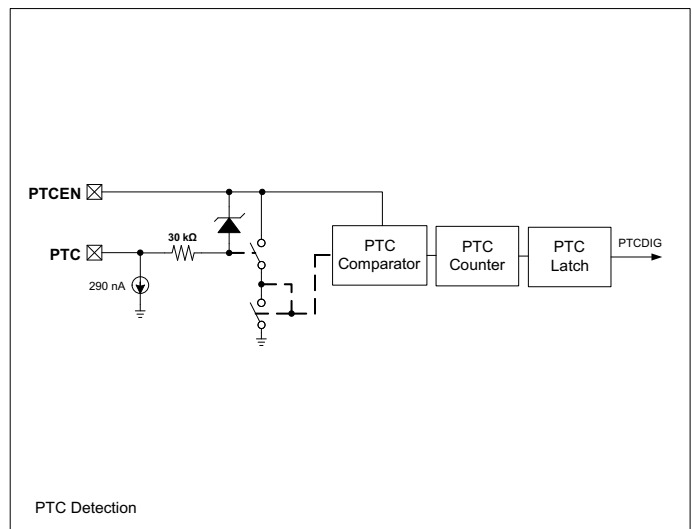 PTCEN
PTC
30 kΩ
290 nA
PTC
Comparator
PTC
Counter
PTC
Latch
PTCDIG
PTC Detection